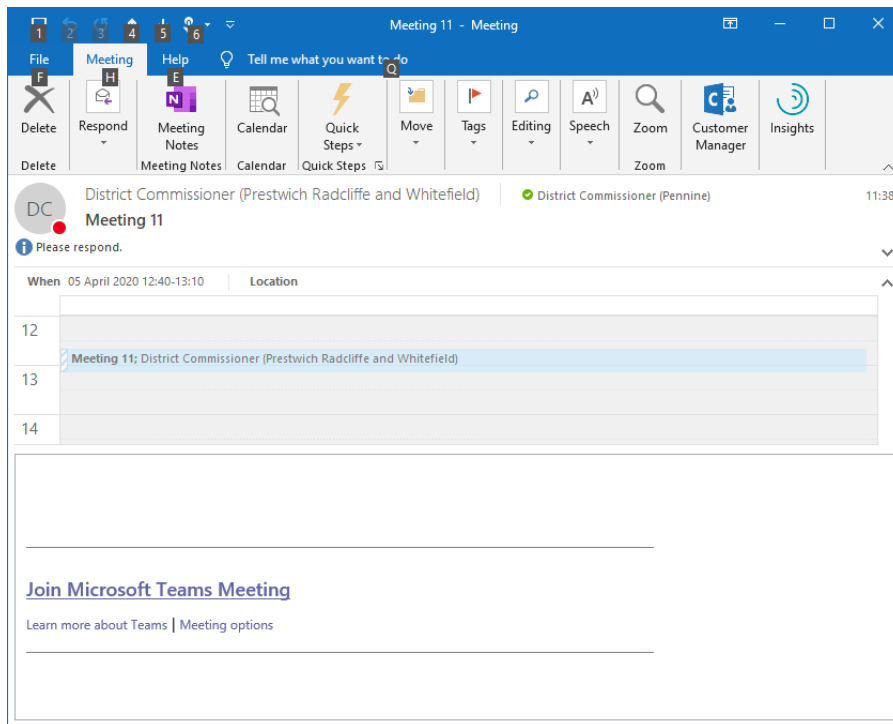 Meeting 11 - Meeting
1 2 3 4 5 6
File Meeting Help Tell me what you want to do
F H E Q
Delete Respond Meeting Notes Calendar Quick Steps Move Tags Editing Speech Zoom Customer Manager Insights
Delete Meeting Notes Calendar Quick Steps Zoom
DC District Commissioner (Prestwich Radcliffe and Whitefield) District Commissioner (Pennine) 11:38
Meeting 11
Please respond.
When 05 April 2020 12:40-13:10 Location
12
Meeting 11; District Commissioner (Prestwich Radcliffe and Whitefield)
13
14
Join Microsoft Teams Meeting
Learn more about Teams | Meeting options